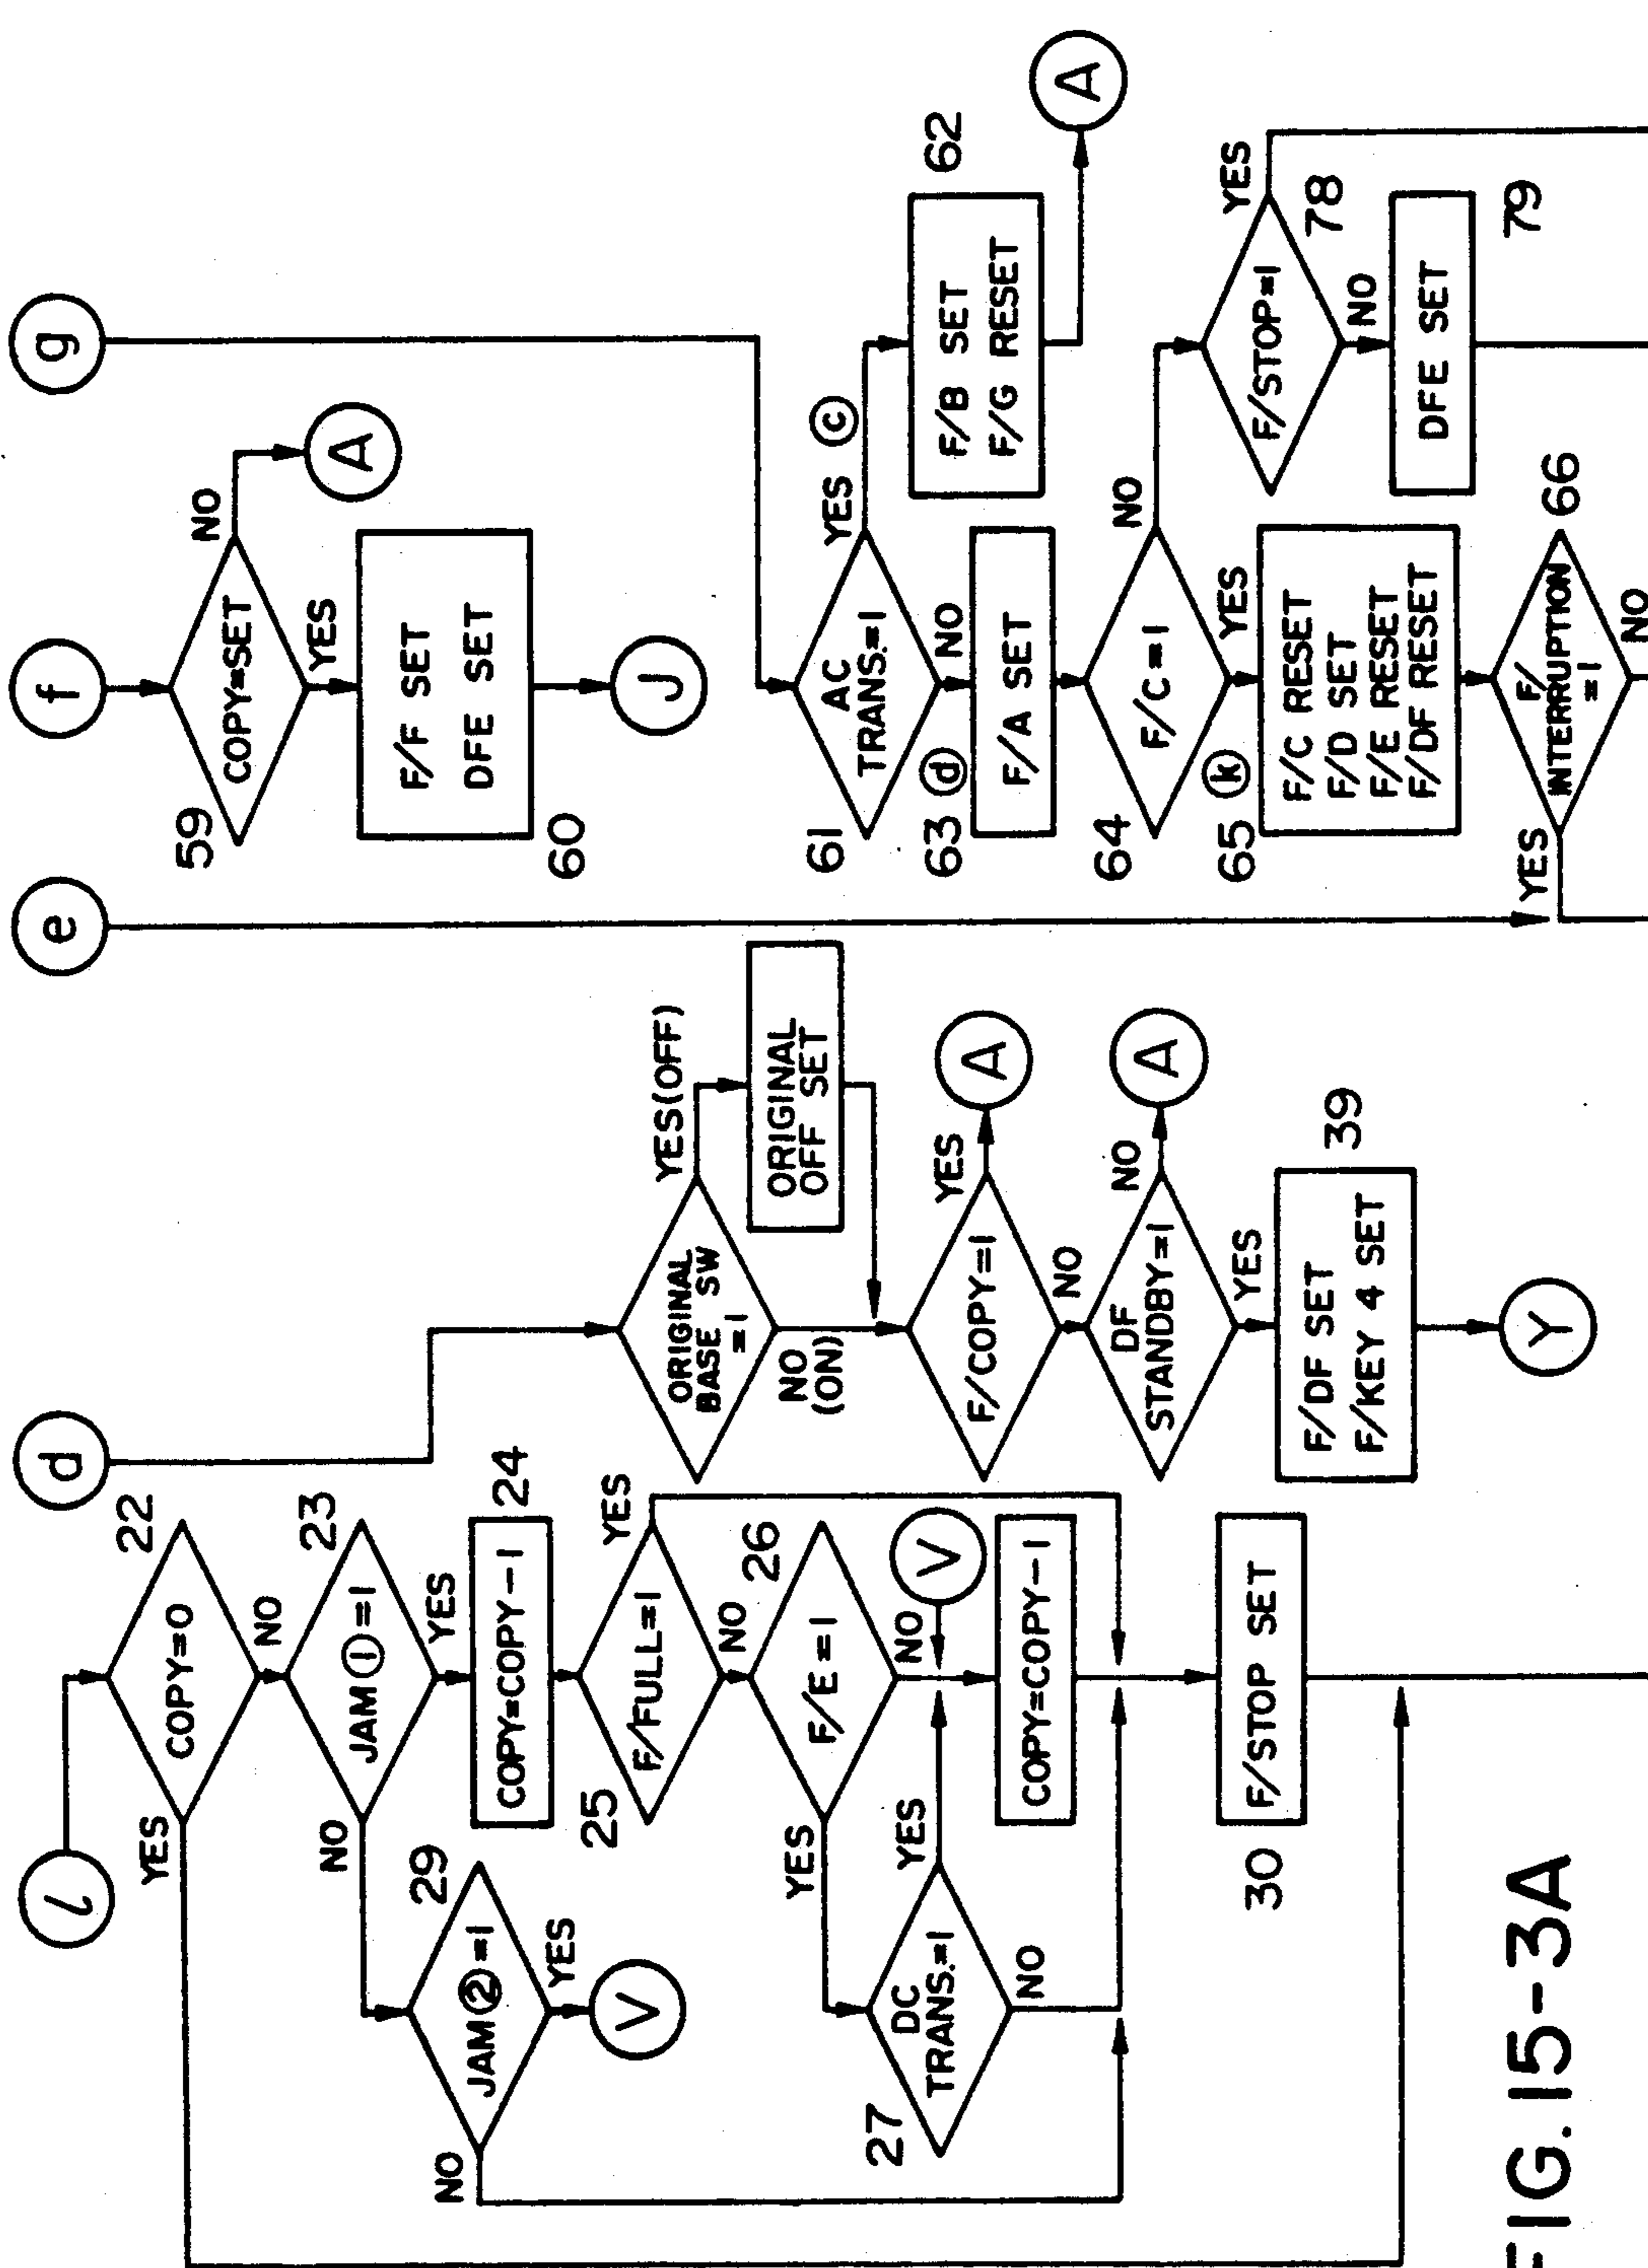 l
22
COPY=0
YES
NO
23
JAM①=1
NO
YES
29
JAM②=1
NO
YES
V
24
COPY=COPY-1
25
F/FULL=1
YES
NO
26
F/E=1
YES
NO
27
DC
TRANS.=1
YES
NO
V
COPY=COPY-1
30
F/STOP SET
d
ORIGINAL
BASE SW
=1
YES(OFF)
NO
(ON)
ORIGINAL
OFF SET
F/COPY=1
YES
A
NO
DF
STANDBY=1
NO
A
YES
F/DF SET
F/KEY 4 SET
39
Y
e
f
59
COPY=SET
NO
A
YES
F/F SET
DFE SET
60
J
g
61
AC
TRANS.=1
YES
c
NO
F/B SET
F/G RESET
62
A
63
d
F/A SET
64
F/C=1
NO
YES
F/STOP=1
YES
78
NO
DFE SET
79
65
k
F/C RESET
F/D SET
F/E RESET
F/DF RESET
F/
INTERRUPTION
=1
66
YES
NO
FIG. 15-3A